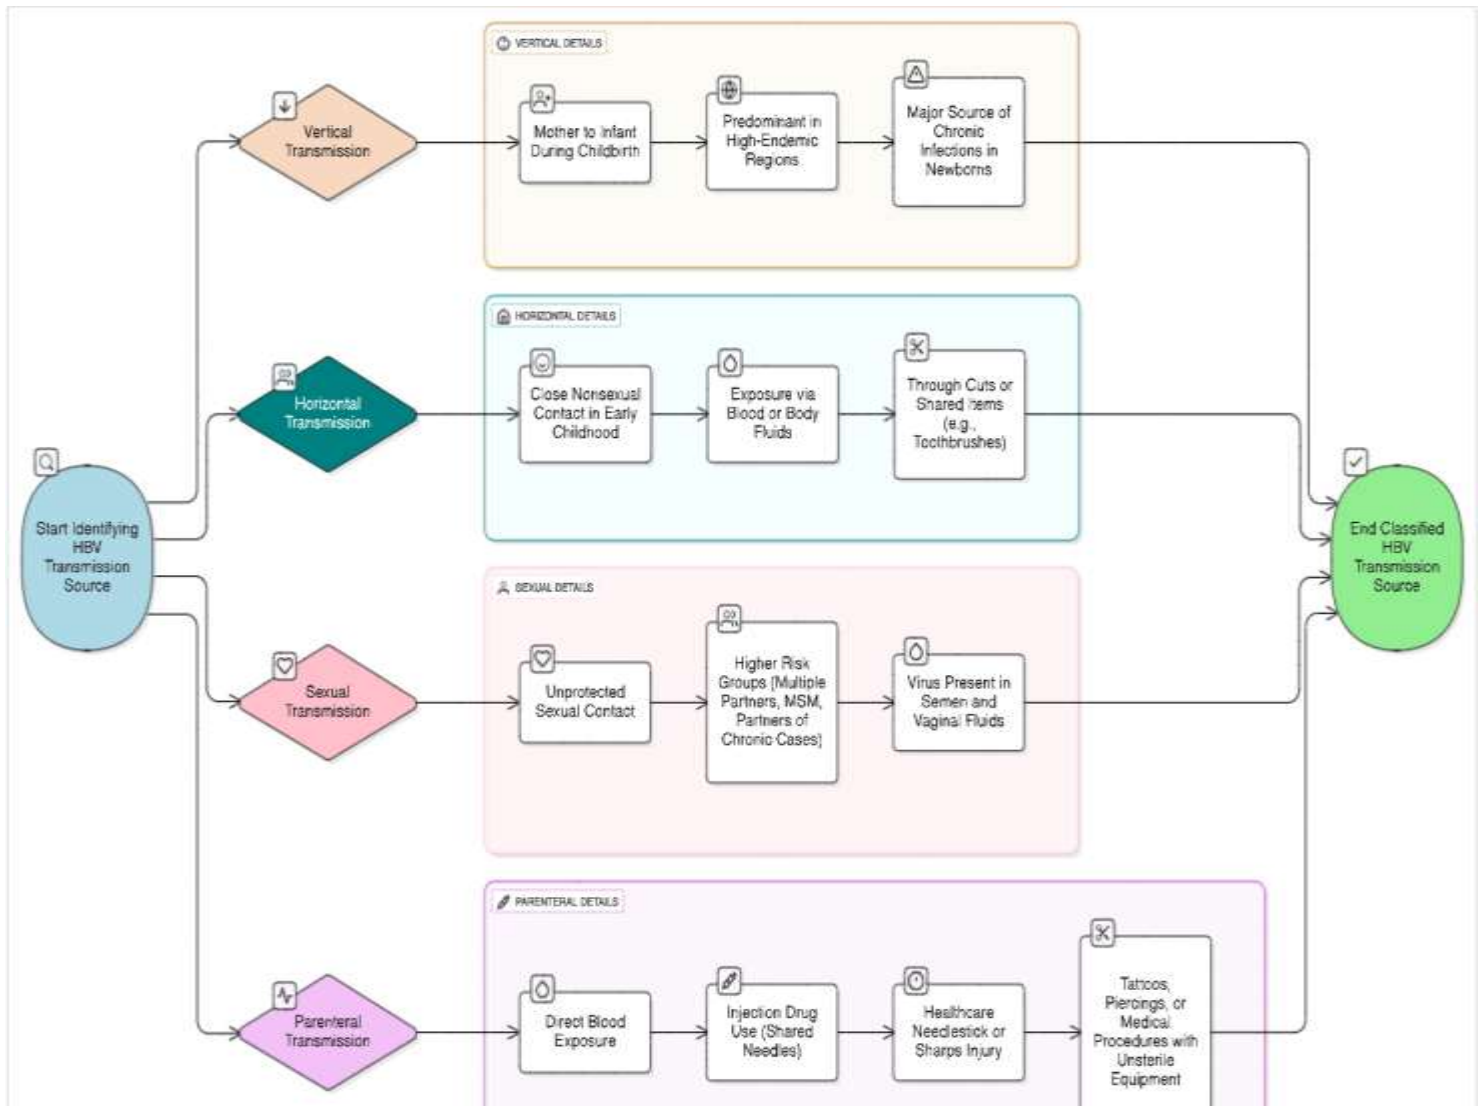 VERTICAL DETAILS
Vertical
Transmission
Mother to Infant
During Childbirth
Predominant in
High-Endemic
Regions
Major Source of
Chronic
Infections in
Newborns
HORIZONTAL DETAILS
Horizontal
Transmission
Close Nonsexual
Contact in Early
Childhood
Exposure via
Blood or Body
Fluids
Through Cuts or
Shared Items
(e.g.,
Toothbrushes)
Start Identifying
HBV
Transmission
Source
End Classified
HBV
Transmission
Source
SEXUAL DETAILS
Sexual
Transmission
Unprotected
Sexual Contact
Higher Risk
Groups (Multiple
Partners, MSM,
Partners of
Chronic Cases)
Virus Present in
Semen and
Vaginal Fluids
PARENTERAL DETAILS
Parenteral
Transmission
Direct Blood
Exposure
Injection Drug
Use (Shared
Needles)
Healthcare
Needlestick or
Sharps Injury
Tattoos,
Piercings, or
Medical
Procedures with
Unsterile
Equipment